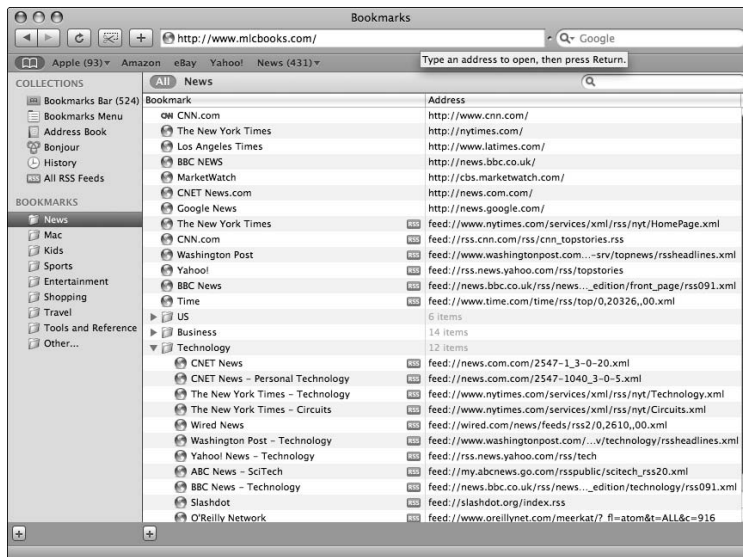 Bookmarks
http://www.mlcbooks.com/
Google
Apple (93) Amazon eBay Yahoo! News (431)
Type an address to open, then press Return.
COLLECTIONS
Bookmarks Bar (524)
Bookmarks Menu
Address Book
Bonjour
History
RSS All RSS Feeds
BOOKMARKS
News
Mac
Kids
Sports
Entertainment
Shopping
Travel
Tools and Reference
Other...
All News
Bookmark Address
CNN CNN.com http://www.cnn.com/
The New York Times http://nytimes.com/
Los Angeles Times http://www.latimes.com/
BBC NEWS http://news.bbc.co.uk/
MarketWatch http://cbs.marketwatch.com/
CNET News.com http://news.com.com/
Google News http://news.google.com/
The New York Times RSS feed://www.nytimes.com/services/xml/rss/nyt/HomePage.xml
CNN.com RSS feed://rss.cnn.com/rss/cnn_topstories.rss
Washington Post RSS feed://www.washingtonpost.com...-srv/topnews/rssheadlines.xml
Yahoo! RSS feed://rss.news.yahoo.com/rss/topstories
BBC News RSS feed://news.bbc.co.uk/rss/news..._edition/front_page/rss091.xml
Time RSS feed://www.time.com/time/rss/top/0,20326,,00.xml
US 6 items
Business 14 items
Technology 12 items
CNET News RSS feed://news.com.com/2547-1_3-0-20.xml
CNET News - Personal Technology RSS feed://news.com.com/2547-1040_3-0-5.xml
The New York Times - Technology RSS feed://www.nytimes.com/services/xml/rss/nyt/Technology.xml
The New York Times - Circuits RSS feed://www.nytimes.com/services/xml/rss/nyt/Circuits.xml
Wired News RSS feed://wired.com/news/feeds/rss2/0,2610,,00.xml
Washington Post - Technology RSS feed://www.washingtonpost.com/...v/technology/rssheadlines.xml
Yahoo! News - Technology RSS feed://rss.news.yahoo.com/rss/tech
ABC News - SciTech RSS feed://my.abcnews.go.com/rsspublic/scitech_rss20.xml
BBC News - Technology RSS feed://news.bbc.co.uk/rss/news..._edition/technology/rss091.xml
Slashdot RSS feed://slashdot.org/index.rss
O'Reilly Network RSS feed://www.oreillynet.com/meerkat/?_fl=atom&t=ALL&c=916